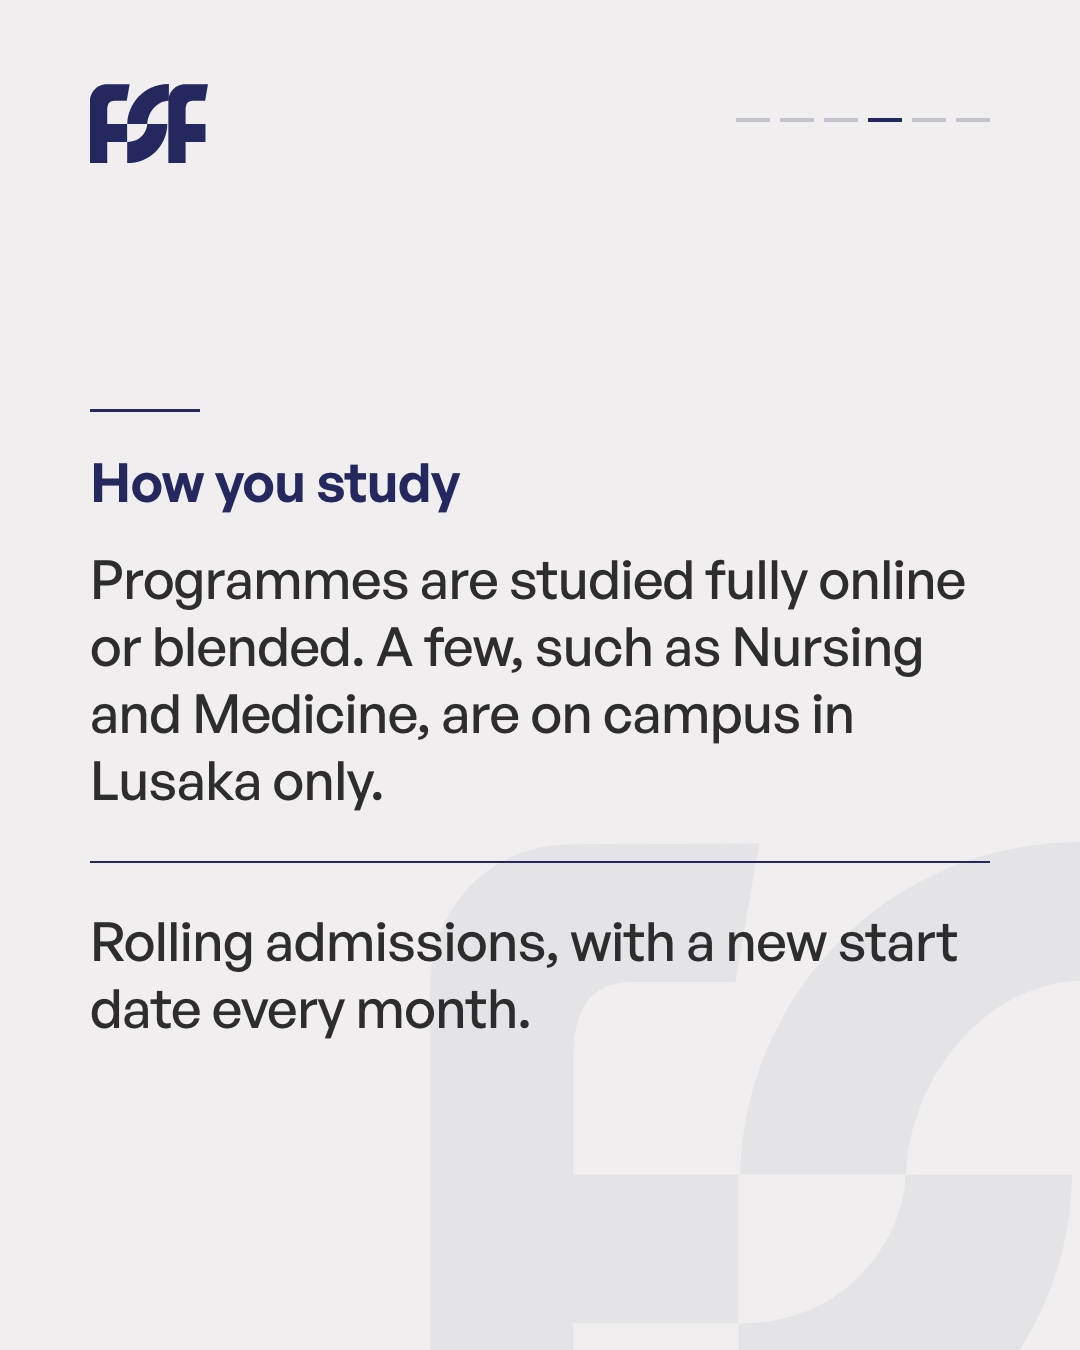 FSF
How you study
Programmes are studied fully online
or blended. A few, such as Nursing
and Medicine, are on campus in
Lusaka only.
Rolling admissions, with a new start
date every month.